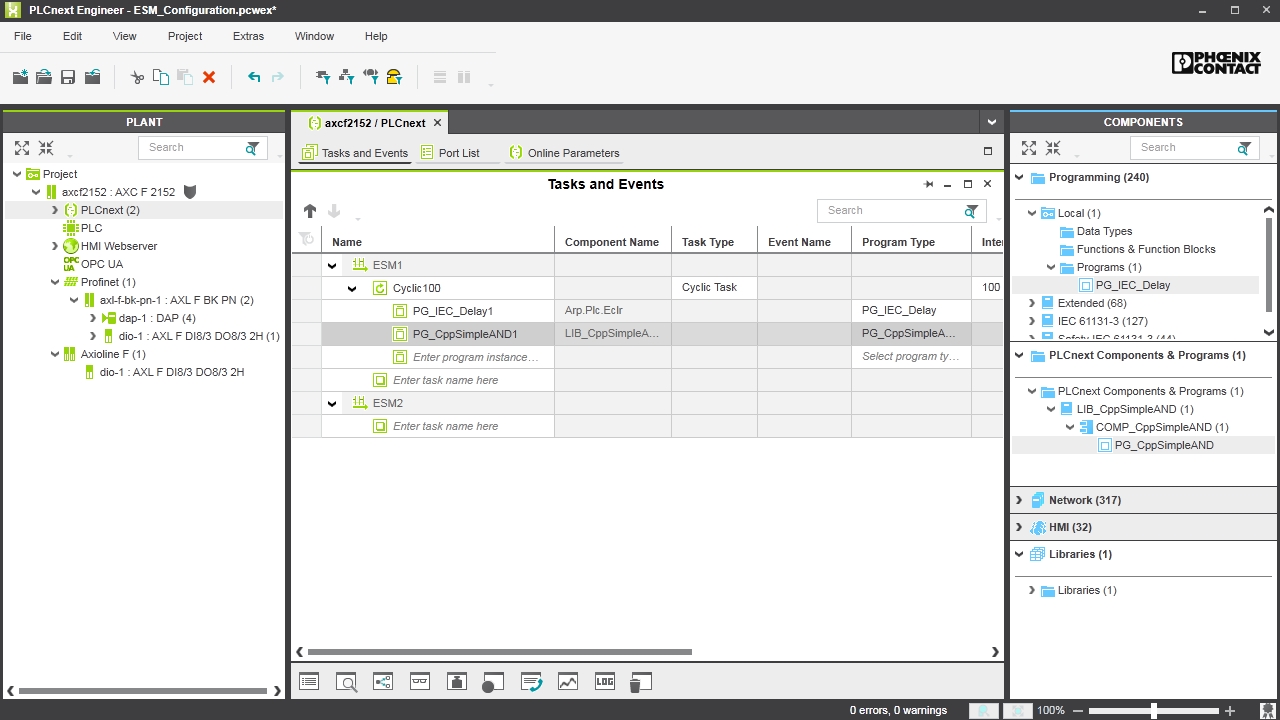 PLCnext Engineer - ESM_Configuration.pcwex*
File Edit View Project Extras Window Help
PHŒNIX
CONTACT
PLANT
Search
Project
axcf2152 : AXC F 2152
PLCnext (2)
PLC
HMI Webserver
OPC UA OPC UA
Profinet (1)
axl-f-bk-pn-1 : AXL F BK PN (2)
dap-1 : DAP (4)
dio-1 : AXL F DI8/3 DO8/3 2H (1)
Axioline F (1)
dio-1 : AXL F DI8/3 DO8/3 2H
axcf2152 / PLCnext
Tasks and Events Port List Online Parameters
Tasks and Events
Search
Name Component Name Task Type Event Name Program Type Inter
ESM1
Cyclic100 Cyclic Task 100
PG_IEC_Delay1 Arp.Plc.Eclr PG_IEC_Delay
PG_CppSimpleAND1 LIB_CppSimpleA... PG_CppSimpleA...
Enter program instance... Select program ty...
Enter task name here
ESM2
Enter task name here
LOG
COMPONENTS
Search
Programming (240)
Local (1)
Data Types
Functions & Function Blocks
Programs (1)
PG_IEC_Delay
Extended (68)
IEC 61131-3 (127)
Safety IEC 61131-3 (44)
PLCnext Components & Programs (1)
PLCnext Components & Programs (1)
LIB_CppSimpleAND (1)
COMP_CppSimpleAND (1)
PG_CppSimpleAND
Network (317)
HMI (32)
Libraries (1)
Libraries (1)
0 errors, 0 warnings 100%